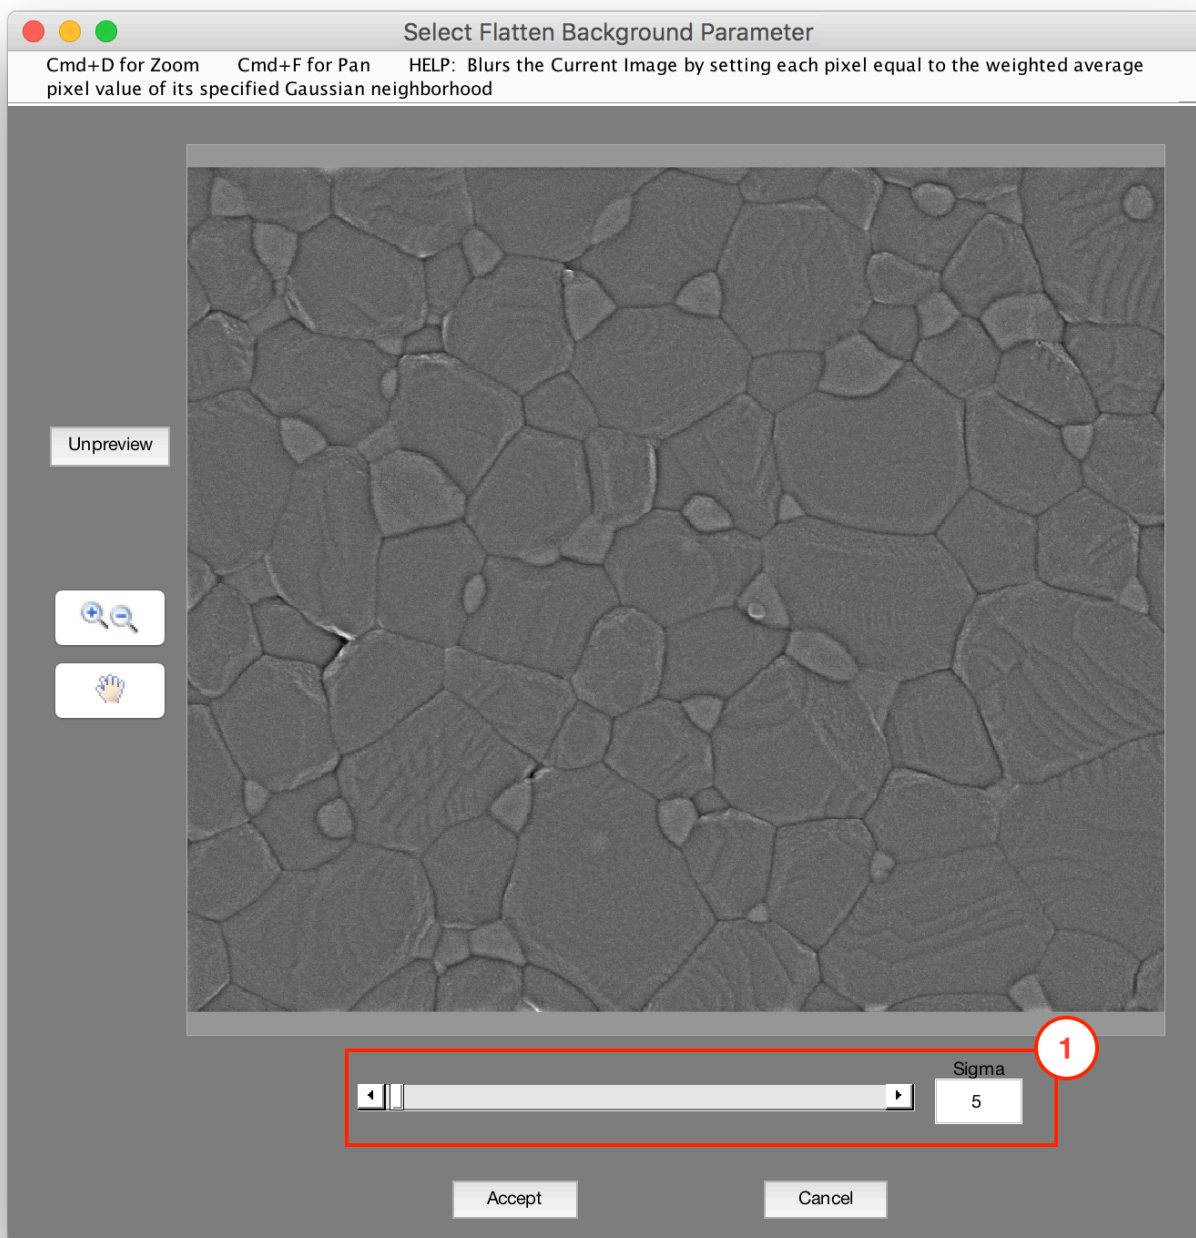 Select Flatten Background Parameter
Cmd+D for Zoom Cmd+F for Pan HELP: Blurs the Current Image by setting each pixel equal to the weighted average
pixel value of its specified Gaussian neighborhood
Unpreview
1
Sigma
5
Accept Cancel